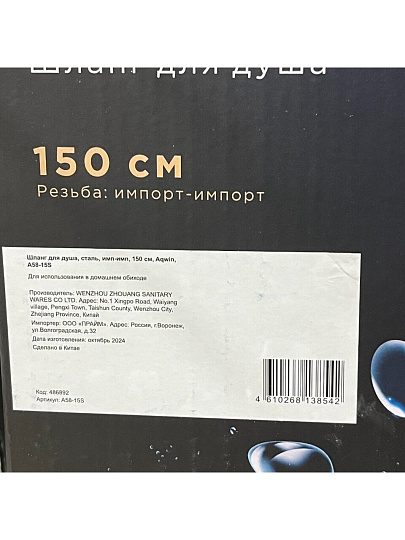 Шланг для душа
150 см
Резьба: импорт-импорт
Шланг для душа, сталь, имп-имп, 150 см, Aqwin,
A58-15S
Для использования в домашнем обиходе
Производитель: WENZHOU ZHOUANG SANITARY
WARES CO LTD. Адрес: No.1 Xingpo Road, Waiyang
village, Pengxi Town, Taishun County, Wenzhou City,
Zhejiang Province, Китай
Импортер: ООО «ПРАЙМ». Адрес: Россия, г.Воронеж,
ул.Волгоградская, д.32
Дата изготовления: октябрь 2024
Сделано в Китае
Код: 486892
Артикул: A58-15S
4 610268 138542